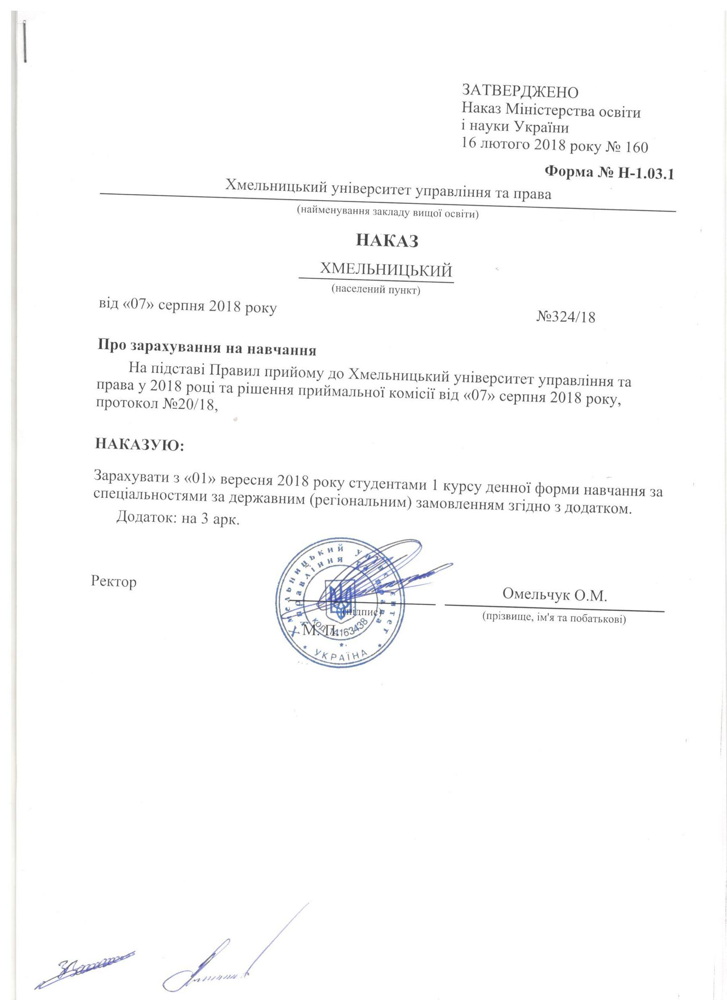 ЗАТВЕРДЖЕНО
Наказ Міністерства освіти
і науки України
16 лютого 2018 року № 160
Форма № Н-1.03.1
Хмельницький університет управління та права
(найменування закладу вищої освіти)
НАКАЗ
ХМЕЛЬНИЦЬКИЙ
(населений пункт)
від «07» серпня 2018 року
№324/18
Про зарахування на навчання
На підставі Правил прийому до Хмельницький університет управління та
права у 2018 році та рішення приймальної комісії від «07» серпня 2018 року,
протокол №20/18,
НАКАЗУЮ:
Зарахувати з «01» вересня 2018 року студентами 1 курсу денної форми навчання за
спеціальностями за державним (регіональним) замовленням згідно з додатком.
Додаток: на 3 арк.
Ректор
Омельчук О.М.
(підпис)
(прізвище, ім'я та побатькові)
М. П.
Хмельницький університет
управління та права
код 14163438
* УКРАЇНА *